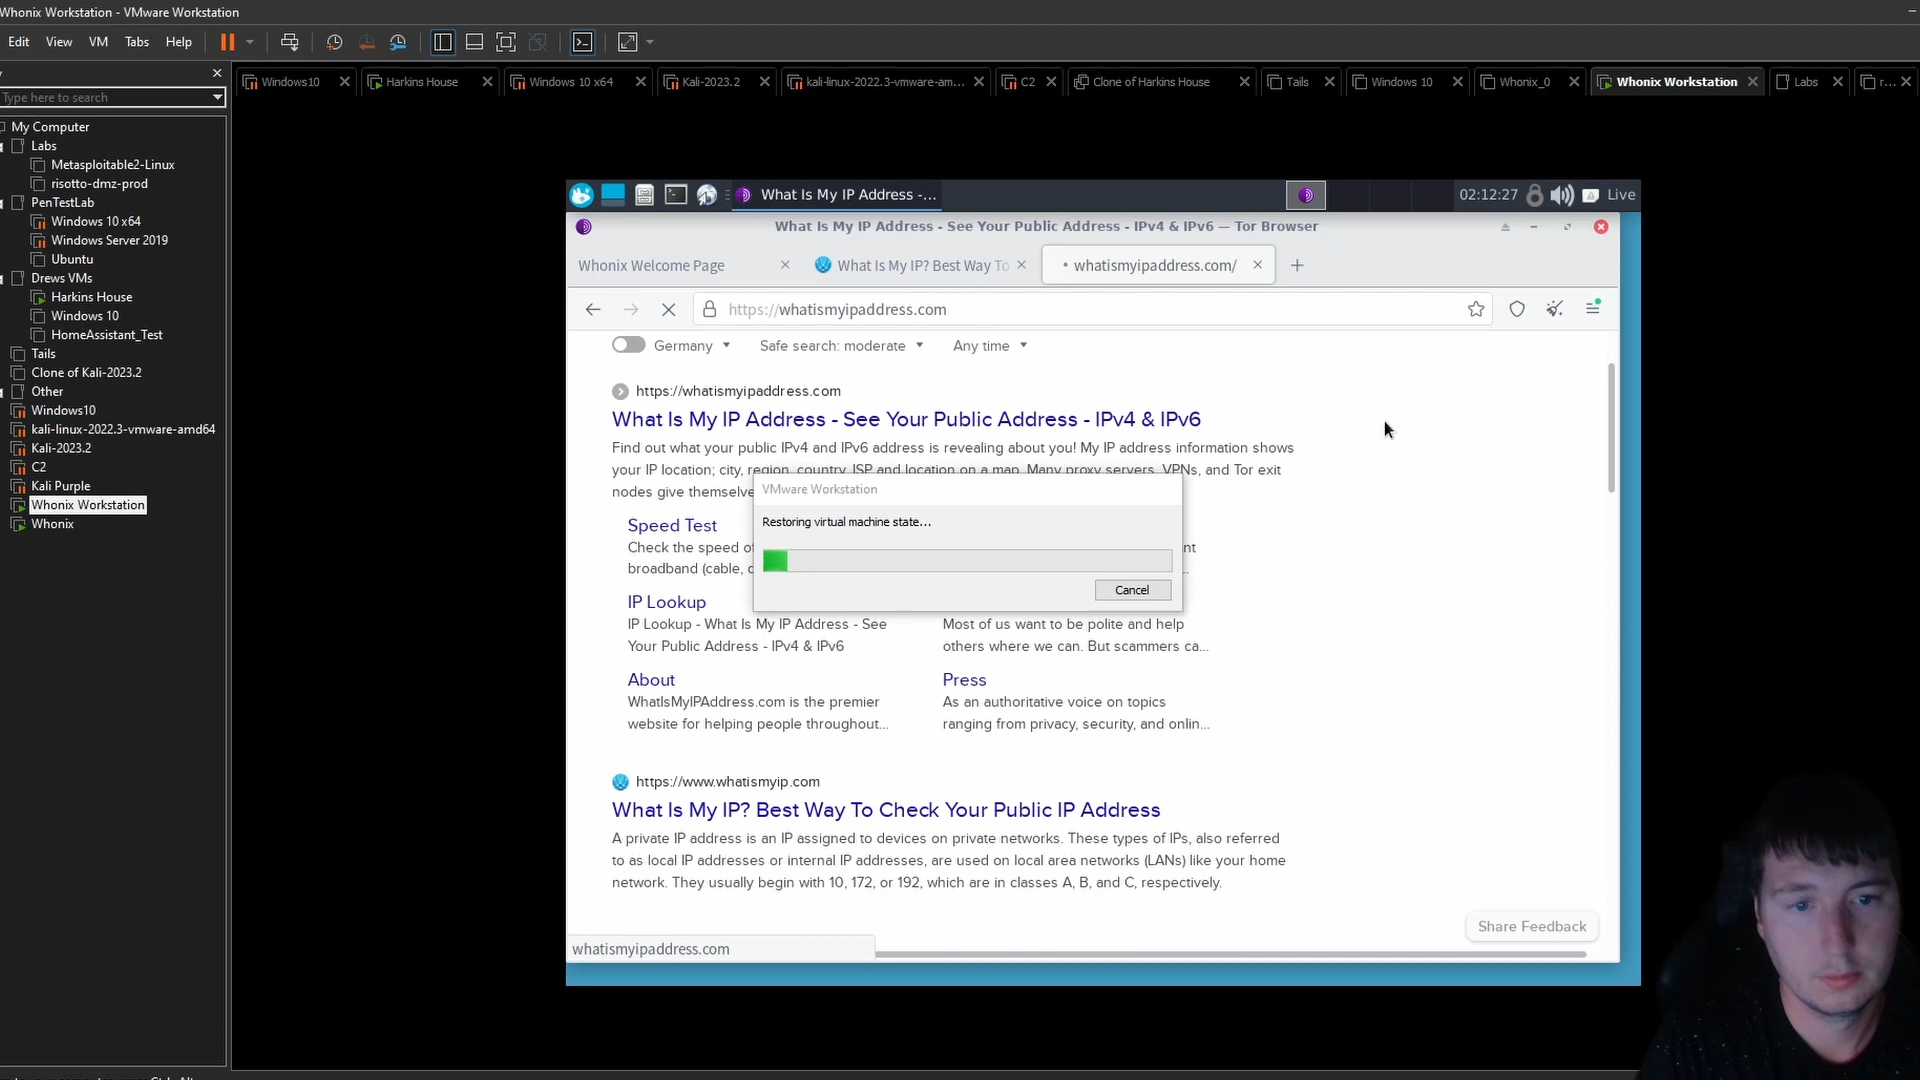 Whonix Workstation - VMware Workstation
Edit View VM Tabs Help
Windows10
Harkins House
Windows 10 x64
Kali-2023.2
kali-linux-2022.3-vmware-am...
C2
Clone of Harkins House
Tails
Windows 10
Whonix_0
Whonix Workstation
Labs
r...
Type here to search
My Computer
Labs
Metasploitable2-Linux
risotto-dmz-prod
PenTestLab
Windows 10 x64
Windows Server 2019
Ubuntu
Drews VMs
Harkins House
Windows 10
HomeAssistant_Test
Tails
Clone of Kali-2023.2
Other
Windows10
kali-linux-2022.3-vmware-amd64
Kali-2023.2
C2
Kali Purple
Whonix Workstation
Whonix
What Is My IP Address -...
02:12:27
Live
What Is My IP Address - See Your Public Address - IPv4 & IPv6 — Tor Browser
Whonix Welcome Page
What Is My IP? Best Way To
whatismyipaddress.com/
https://whatismyipaddress.com
Germany
Safe search: moderate
Any time
https://whatismyipaddress.com
What Is My IP Address - See Your Public Address - IPv4 & IPv6
Find out what your public IPv4 and IPv6 address is revealing about you! My IP address information shows
your IP location; city, region, country, ISP and location on a map. Many proxy servers, VPNs, and Tor exit
nodes give themselve
VMware Workstation
Restoring virtual machine state...
Cancel
Speed Test
Check the speed of
broadband (cable, d
nt
IP Lookup
IP Lookup - What Is My IP Address - See
Your Public Address - IPv4 & IPv6
Most of us want to be polite and help
others where we can. But scammers ca...
About
WhatIsMyIPAddress.com is the premier
website for helping people throughout...
Press
As an authoritative voice on topics
ranging from privacy, security, and onlin...
https://www.whatismyip.com
What Is My IP? Best Way To Check Your Public IP Address
A private IP address is an IP assigned to devices on private networks. These types of IPs, also referred
to as local IP addresses or internal IP addresses, are used on local area networks (LANs) like your home
network. They usually begin with 10, 172, or 192, which are in classes A, B, and C, respectively.
Share Feedback
whatismyipaddress.com